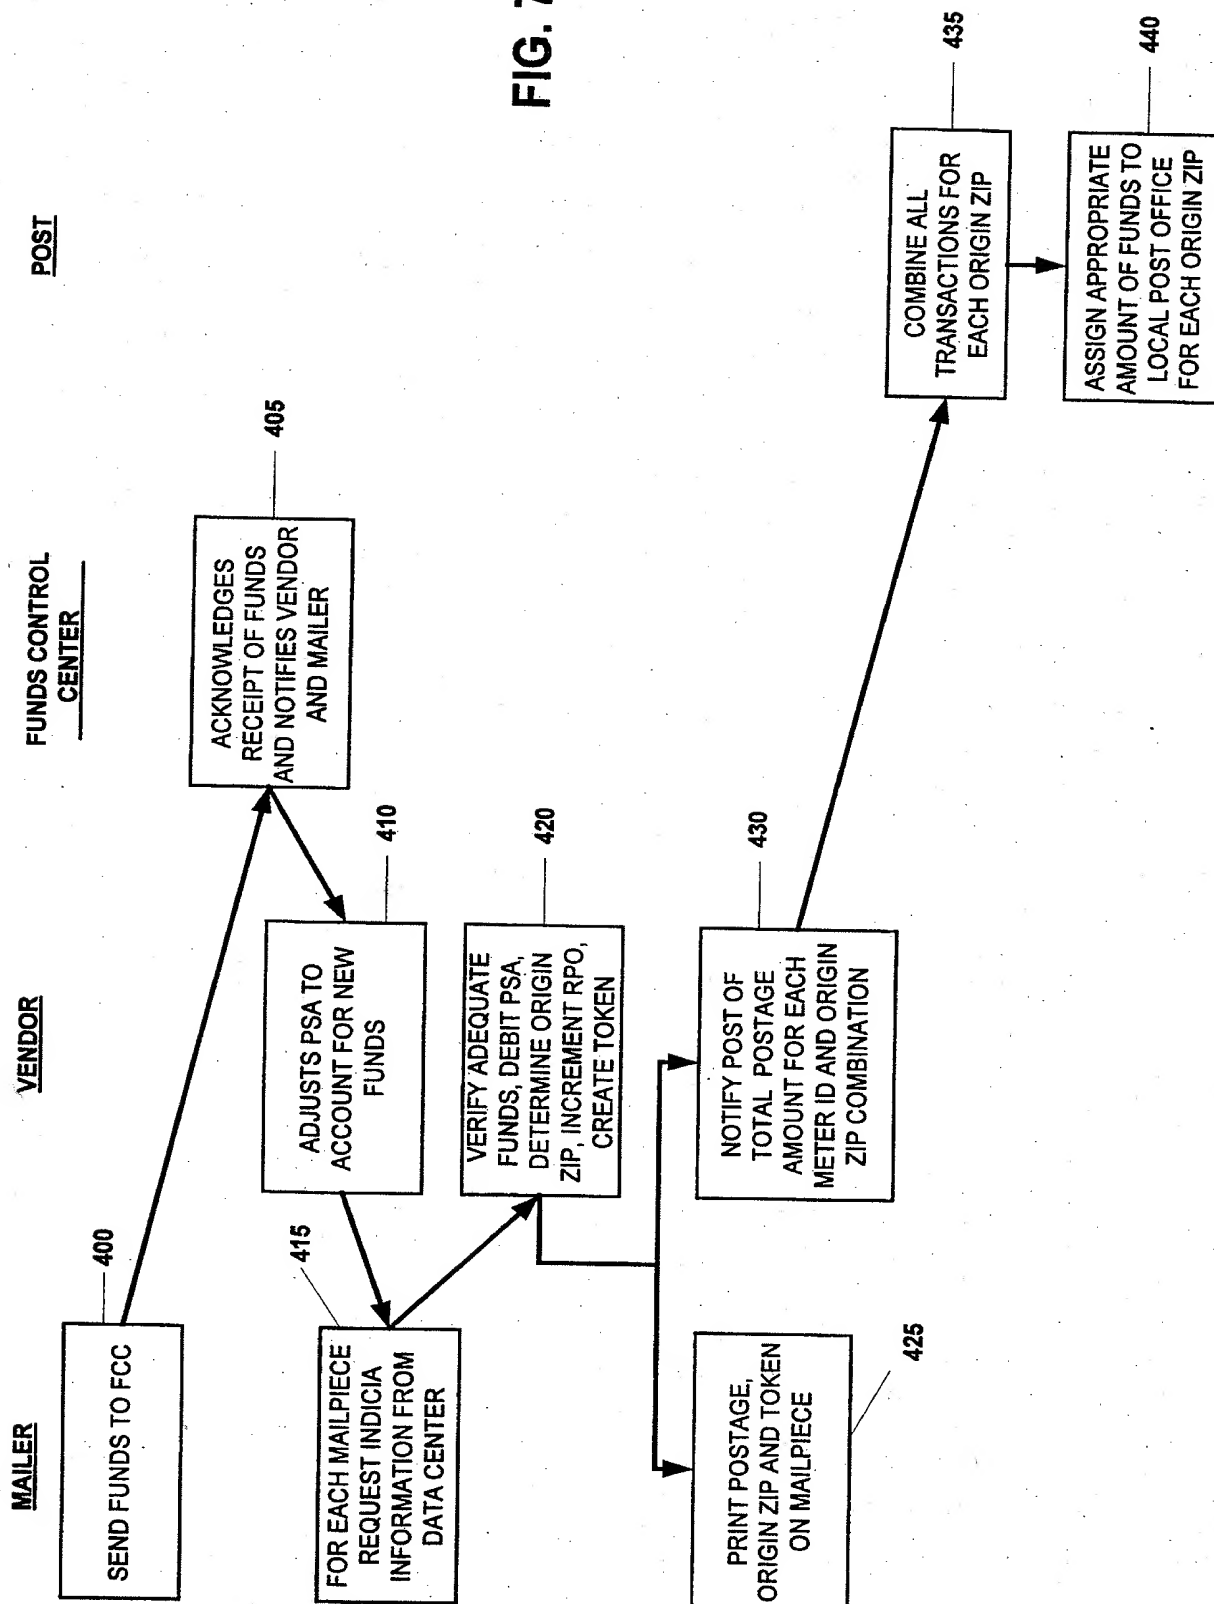 MAILER
VENDOR
FUNDS CONTROL
CENTER
POST
400
SEND FUNDS TO FCC
405
ACKNOWLEDGES
RECEIPT OF FUNDS
AND NOTIFIES VENDOR
AND MAILER
410
ADJUSTS PSA TO
ACCOUNT FOR NEW
FUNDS
415
FOR EACH MAILPIECE
REQUEST INDICIA
INFORMATION FROM
DATA CENTER
420
VERIFY ADEQUATE
FUNDS, DEBIT PSA,
DETERMINE ORIGIN
ZIP, INCREMENT RPO,
CREATE TOKEN
425
PRINT POSTAGE,
ORIGIN ZIP AND TOKEN
ON MAILPIECE
430
NOTIFY POST OF
TOTAL POSTAGE
AMOUNT FOR EACH
METER ID AND ORIGIN
ZIP COMBINATION
435
COMBINE ALL
TRANSACTIONS FOR
EACH ORIGIN ZIP
440
ASSIGN APPROPRIATE
AMOUNT OF FUNDS TO
LOCAL POST OFFICE
FOR EACH ORIGIN ZIP
FIG. 7